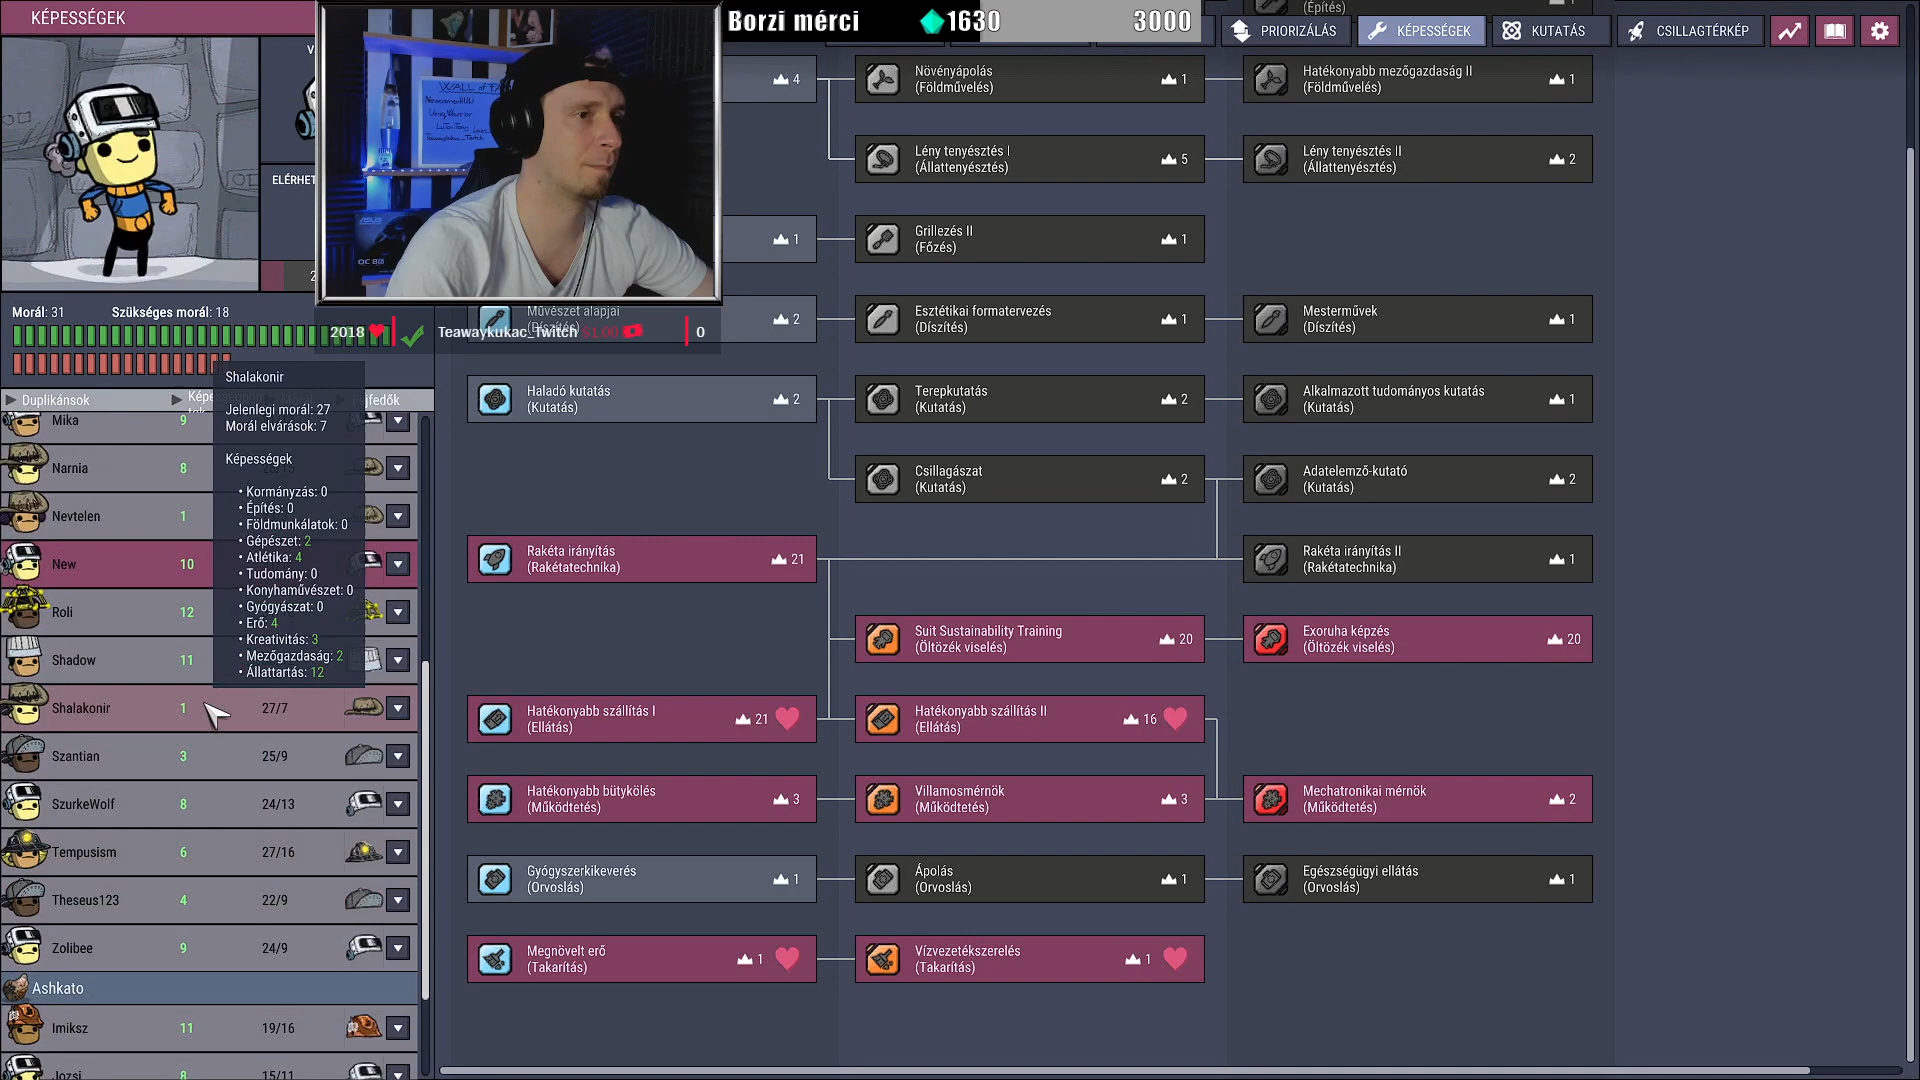 KÉPESSÉGEK
Borzi mérci
1630
3000
(Építés)
PRIORIZÁLÁS
KÉPESSÉGEK
KUTATÁS
CSILLAGTÉRKÉP
WALL of
NewcomerHUN
ELÉRHET
ASUS
4
Növényápolás
(Földművelés)
1
Hatékonyabb mezőgazdaság II
(Földművelés)
1
Lény tenyésztés I
(Állattenyésztés)
5
Lény tenyésztés II
(Állattenyésztés)
2
1
Grillezés II
(Főzés)
1
Művészet alapjai
(Díszítés)
2
Esztétikai formatervezés
(Díszítés)
1
Mesterművek
(Díszítés)
1
Morál: 31
Szükséges morál: 18
2018
Teawaykukac_Twitch $1.00
0
Haladó kutatás
(Kutatás)
2
Terepkutatás
(Kutatás)
2
Alkalmazott tudományos kutatás
(Kutatás)
1
Csillagászat
(Kutatás)
2
Adatelemző-kutató
(Kutatás)
2
Rakéta irányítás
(Rakétatechnika)
21
Rakéta irányítás II
(Rakétatechnika)
1
Suit Sustainability Training
(Öltözék viselés)
20
Exoruha képzés
(Öltözék viselés)
20
Hatékonyabb szállítás I
(Ellátás)
21
Hatékonyabb szállítás II
(Ellátás)
16
Hatékonyabb bütykölés
(Működtetés)
3
Villamosmérnök
(Működtetés)
3
Mechatronikai mérnök
(Működtetés)
2
Gyógyszerkikeverés
(Orvoslás)
1
Ápolás
(Orvoslás)
1
Egészségügyi ellátás
(Orvoslás)
1
Megnövelt erő
(Takarítás)
1
Vízvezetékszerelés
(Takarítás)
1
Shalakonir
Jelenlegi morál: 27
Morál elvárások: 7
Képességek
• Kormányzás: 0
• Építés: 0
• Földmunkálatok: 0
• Gépészet: 2
• Atlétika: 4
• Tudomány: 0
• Konyhaművészet: 0
• Gyógyászat: 0
• Erő: 4
• Kreativitás: 3
• Mezőgazdaság: 2
• Állattartás: 12
Duplikánsok
Mika 9
Narnia 8
Nevtelen 1
New 10
Roli 12
Shadow 11
Shalakonir 1 27/7
Szantian 3 25/9
SzurkeWolf 8 24/13
Tempusism 6 27/16
Theseus123 4 22/9
Zolibee 9 24/9
Ashkato
Imiksz 11 19/16
Jozsi 8 15/11